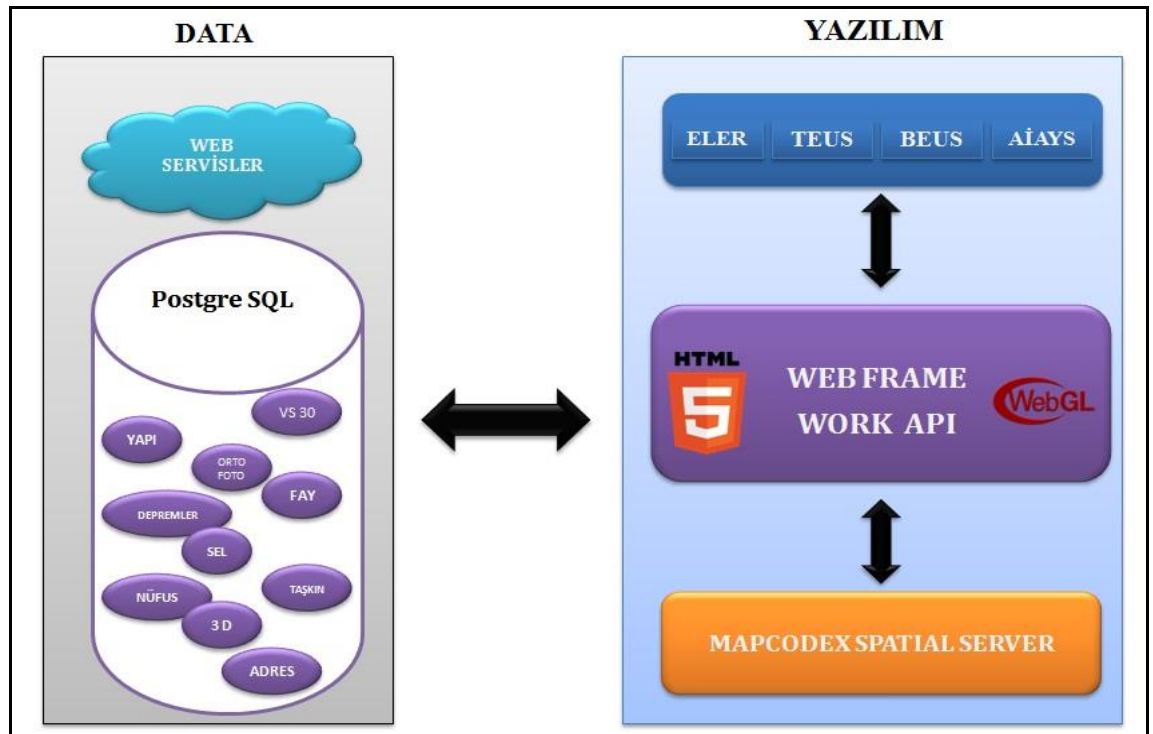 DATA
WEB
SERVİSLER
Postgre SQL
VS 30
YAPI
ORTO
FOTO
FAY
DEPREMLER
SEL
NÜFUS
TAŞKIN
3 D
ADRES
YAZILIM
ELER TEUS BEUS AİAYS
HTML
5
WEB FRAME
WORK API
WebGL
MAPCODEX SPATIAL SERVER